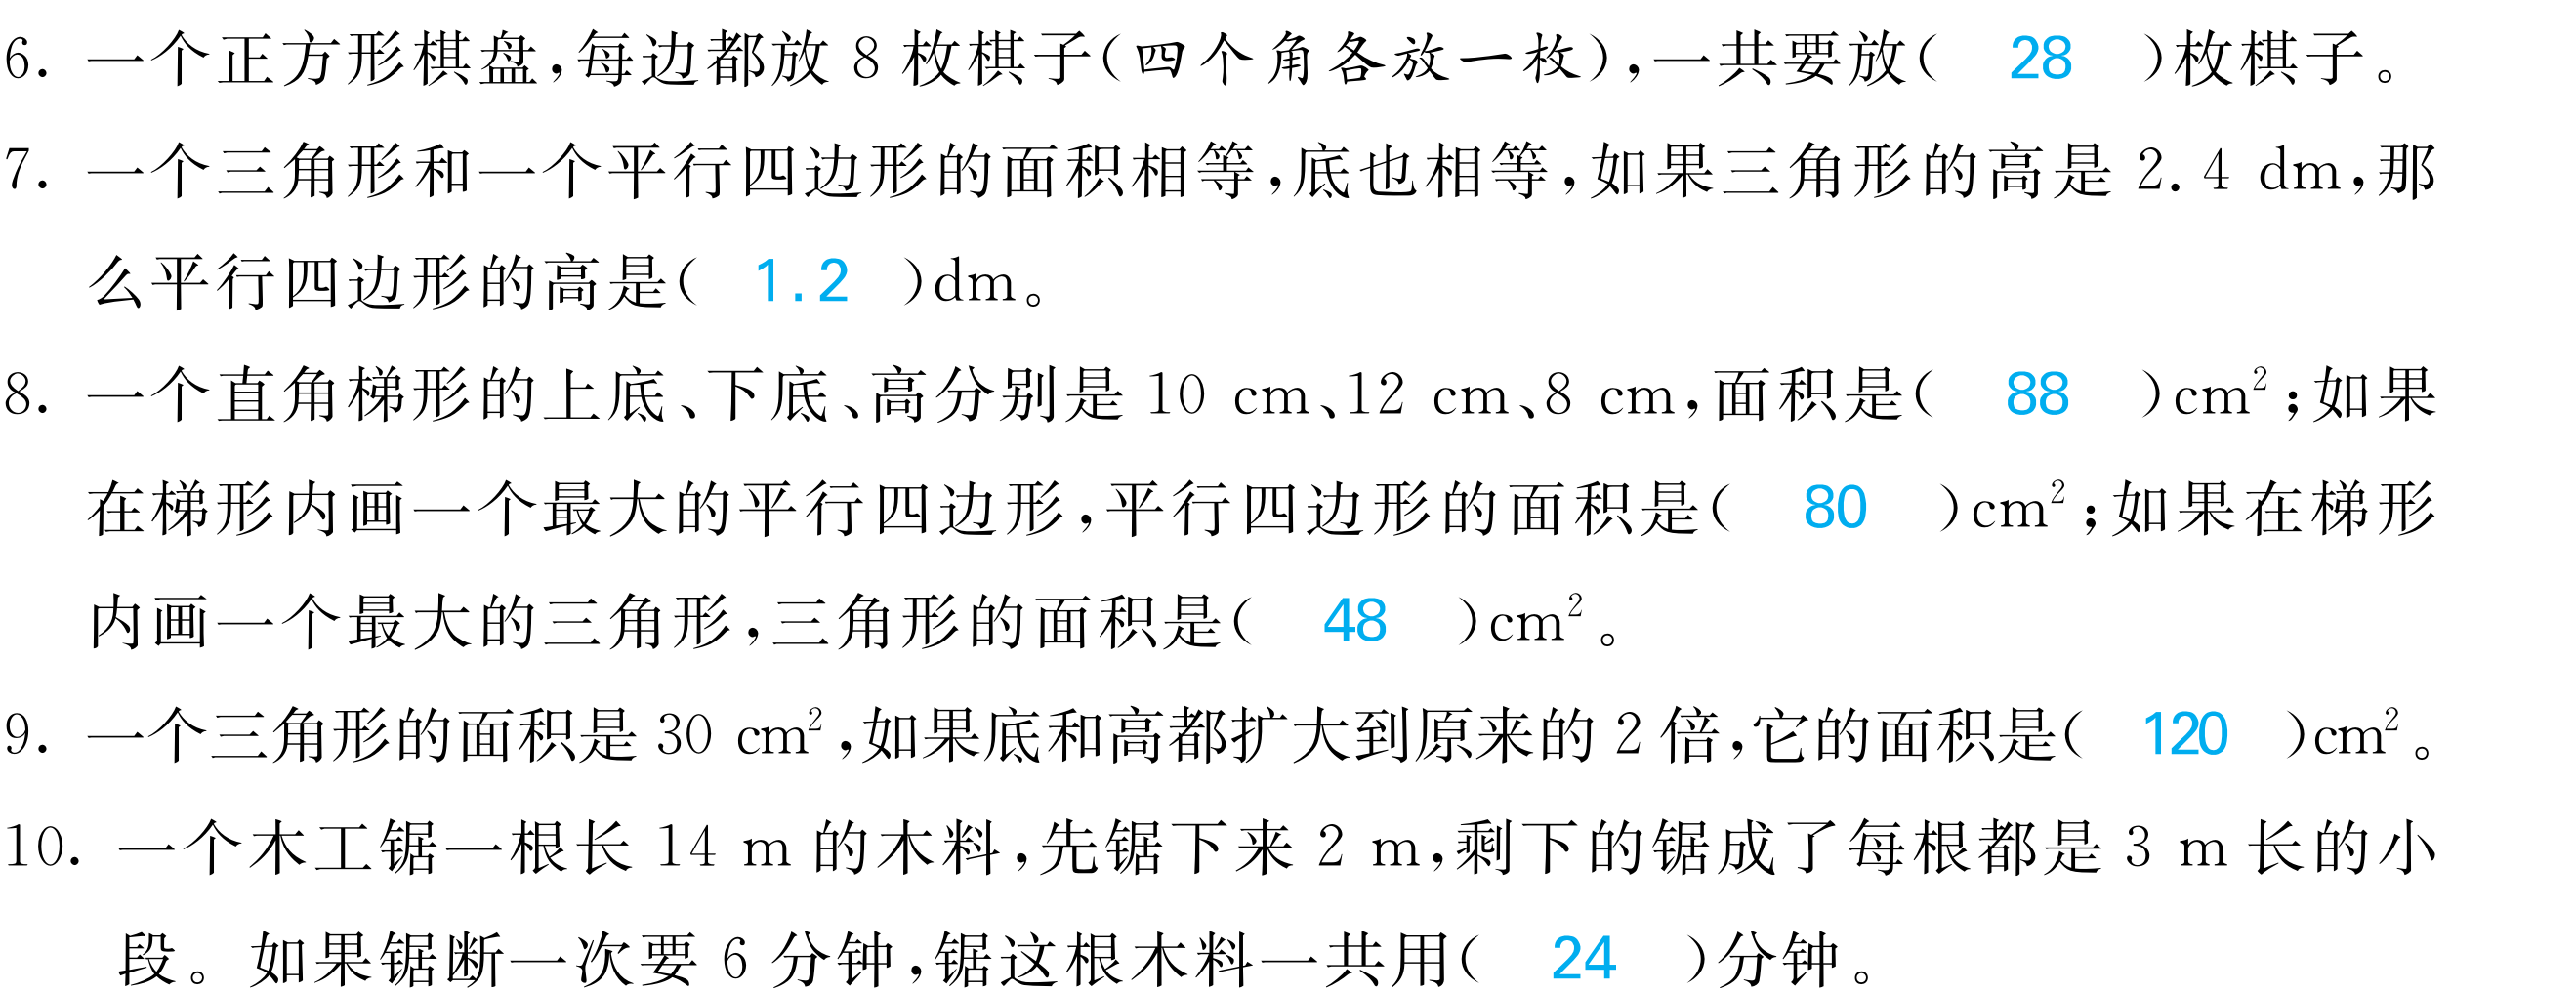 6. 一个正方形棋盘,每边都放 8 枚棋子(四个角各放一枚),一共要放( 28 )枚棋子。
7. 一个三角形和一个平行四边形的面积相等,底也相等,如果三角形的高是 2.4 dm,那
么平行四边形的高是( 1.2 )dm。
8. 一个直角梯形的上底、下底、高分别是 10 cm、12 cm、8 cm,面积是( 88 )cm²;如果
在梯形内画一个最大的平行四边形,平行四边形的面积是( 80 )cm²;如果在梯形
内画一个最大的三角形,三角形的面积是( 48 )cm²。
9. 一个三角形的面积是 30 cm²,如果底和高都扩大到原来的 2 倍,它的面积是( 120 )cm²。
10. 一个木工锯一根长 14 m 的木料,先锯下来 2 m,剩下的锯成了每根都是 3 m 长的小
段。如果锯断一次要 6 分钟,锯这根木料一共用( 24 )分钟。